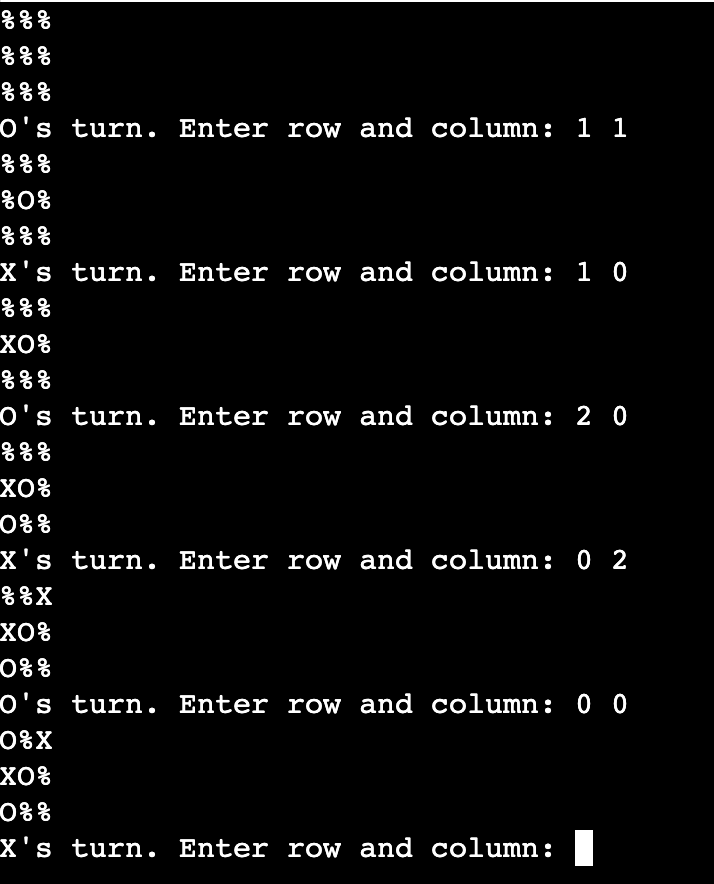 %%%
%%%
%%%
O's turn. Enter row and column: 1 1
%%%
%O%
%%%
X's turn. Enter row and column: 1 0
%%%
XO%
%%%
O's turn. Enter row and column: 2 0
%%%
XO%
O%%
X's turn. Enter row and column: 0 2
%%X
XO%
O%%
O's turn. Enter row and column: 0 0
O%X
XO%
O%%
X's turn. Enter row and column: